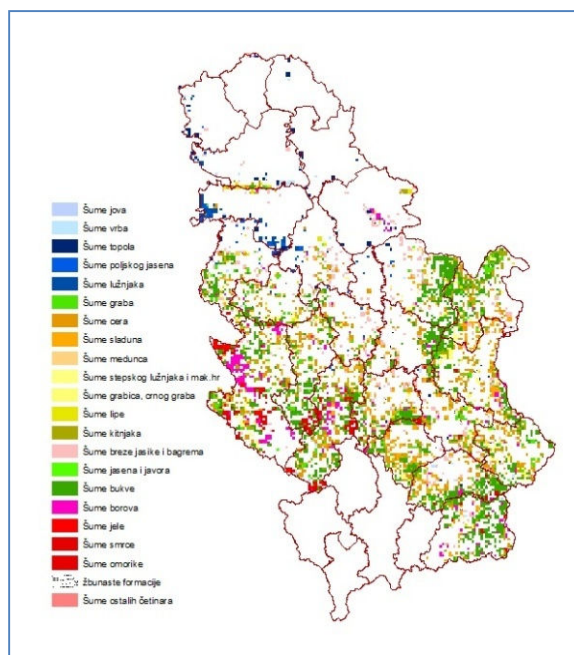 Šume jova
Šume vrba
Šume topola
Šume poljskog jasena
Šume lužnjaka
Šume graba
Šume cera
Šume sladuna
Šume medunca
Šume stepskog lužnjaka i mak.hr
Šume grabica, crnog graba
Šume lipe
Šume kitnjaka
Šume breze jasike i bagrema
Šume jasena i javora
Šume bukve
Šume borova
Šume jele
Šume smrce
Šume omorike
žbunaste formacije
Šume ostalih četinara